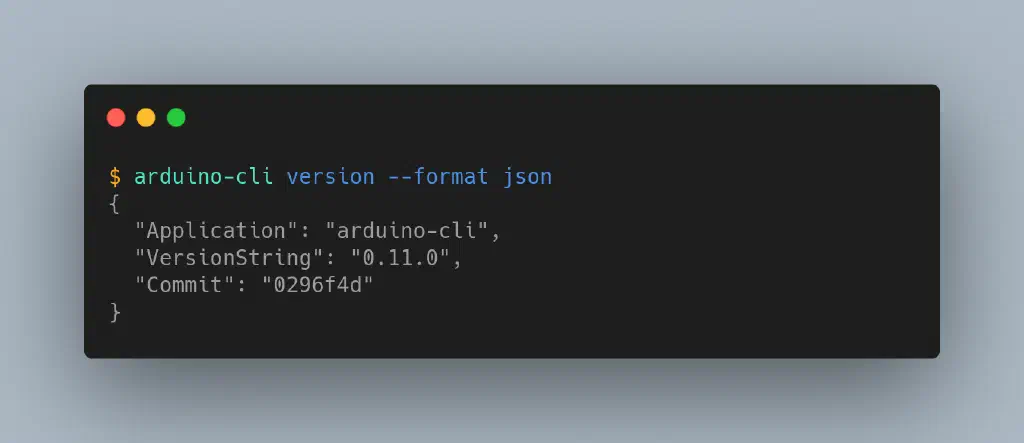 $ arduino-cli version --format json
{
  "Application": "arduino-cli",
  "VersionString": "0.11.0",
  "Commit": "0296f4d"
}